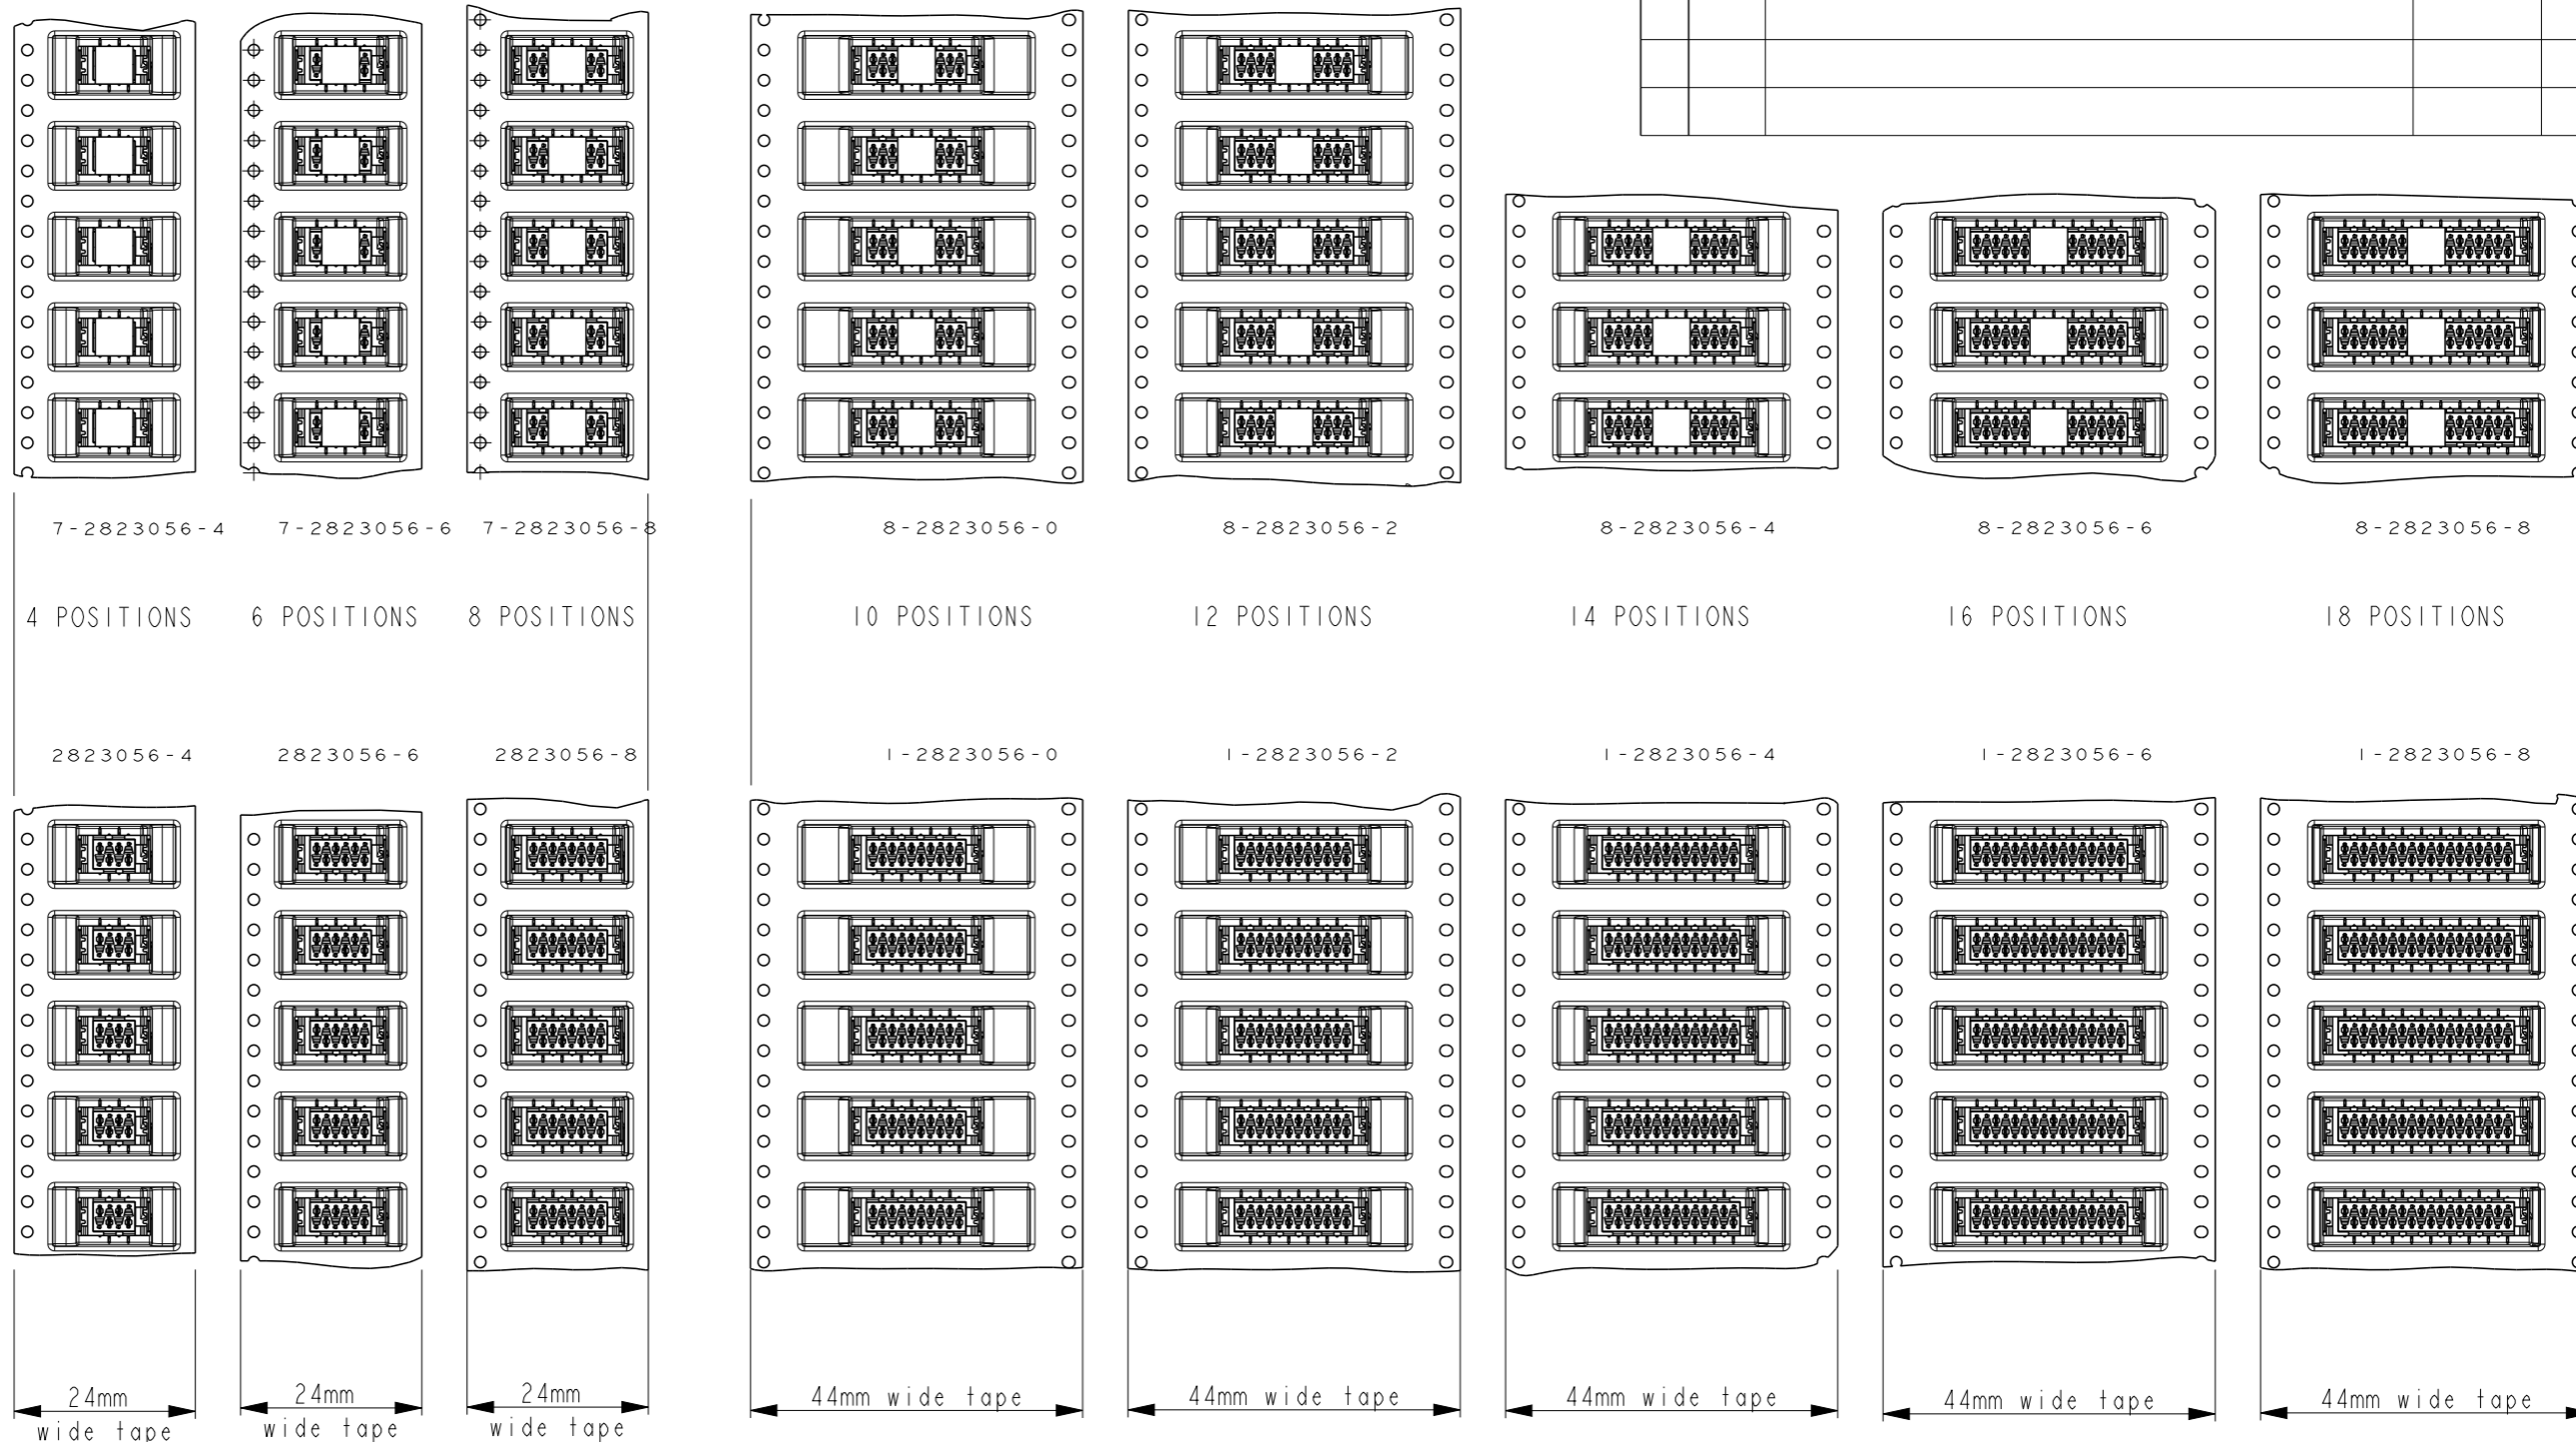 7-2823056-4 7-2823056-6 7-2823056-8 8-2823056-0 8-2823056-2 8-2823056-4 8-2823056-6 8-2823056-8
4 POSITIONS 6 POSITIONS 8 POSITIONS 10 POSITIONS 12 POSITIONS 14 POSITIONS 16 POSITIONS 18 POSITIONS
2823056-4 2823056-6 2823056-8 1-2823056-0 1-2823056-2 1-2823056-4 1-2823056-6 1-2823056-8
24mm 24mm 24mm 44mm wide tape 44mm wide tape 44mm wide tape 44mm wide tape 44mm wide tape
wide tape wide tape wide tape